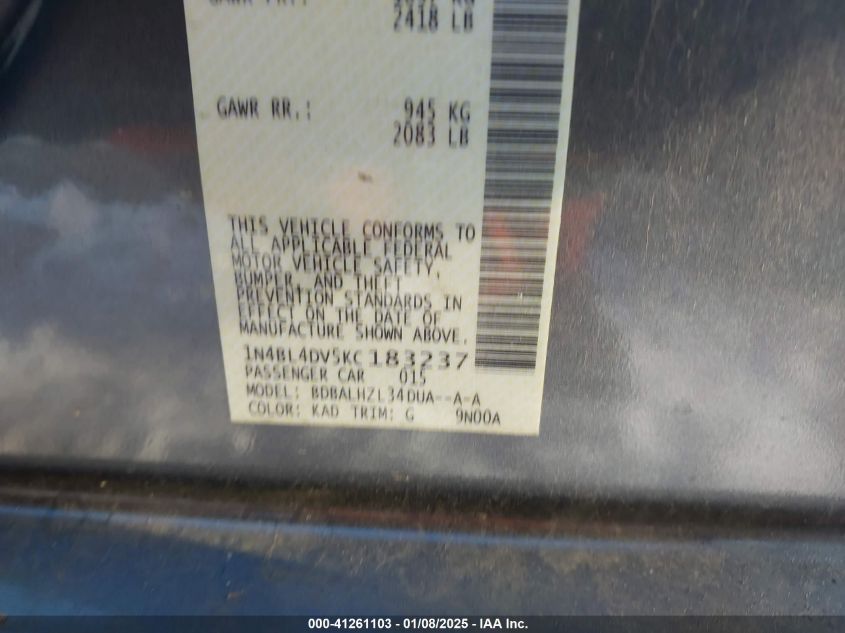 2418 LB
GAWR RR.: 945 KG
2083 LB
THIS VEHICLE CONFORMS TO
ALL APPLICABLE FEDERAL
MOTOR VEHICLE SAFETY,
BUMPER, AND THEFT
PREVENTION STANDARDS IN
EFFECT ON THE DATE OF
MANUFACTURE SHOWN ABOVE.
1N4BL4DV5KC183237
PASSENGER CAR 015
MODEL: BDBALHZL34DUA--A-A
COLOR: KAD TRIM: G 9N00A
000-41261103 - 01/08/2025 - IAA Inc.